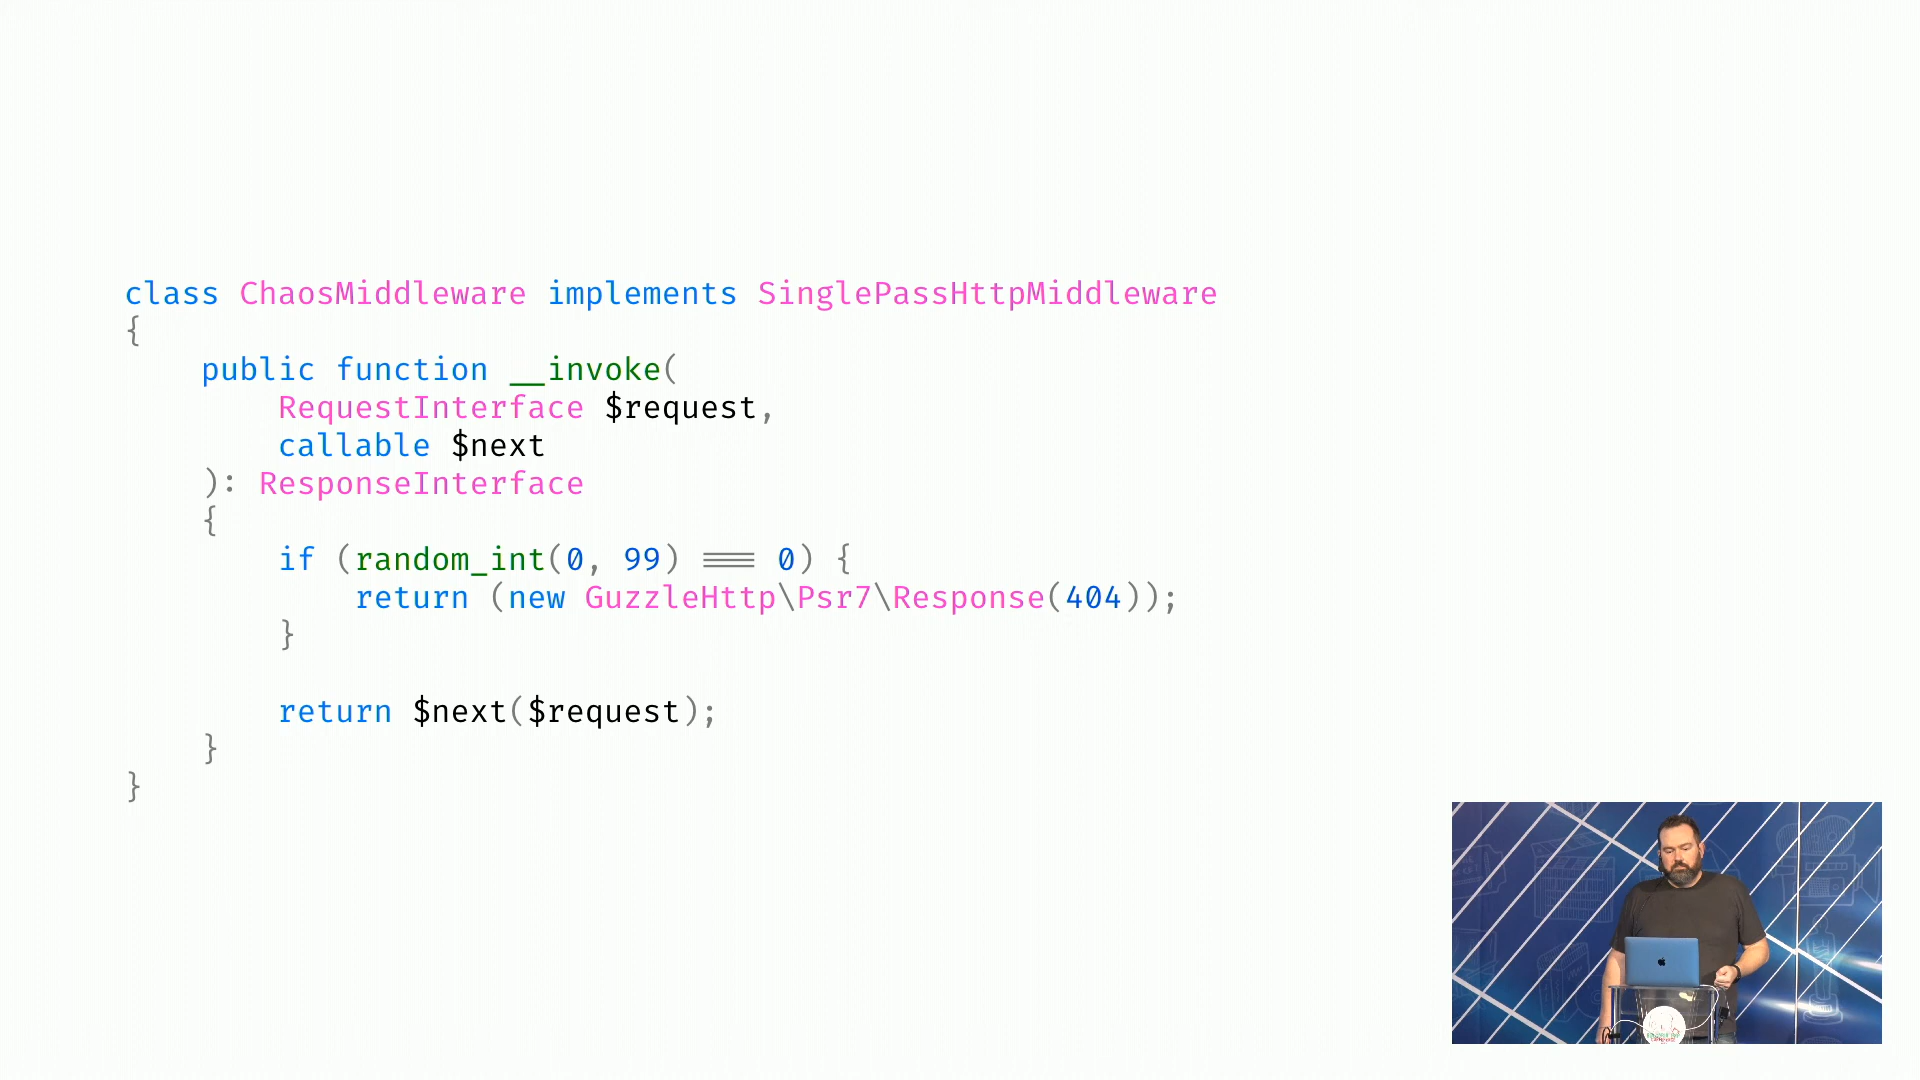 class ChaosMiddleware implements SinglePassHttpMiddleware
{
    public function __invoke(
        RequestInterface $request,
        callable $next
    ): ResponseInterface
    {
        if (random_int(0, 99) === 0) {
            return (new GuzzleHttp\Psr7\Response(404));
        }

        return $next($request);
    }
}